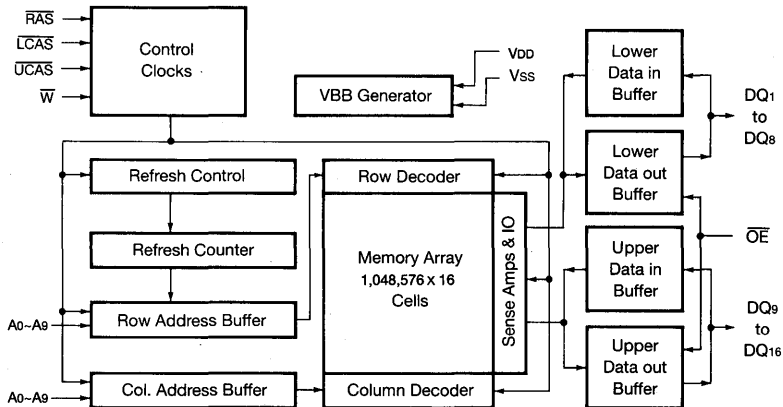 RAS
LCAS
UCAS
W
Control
Clocks
VDD
VSS
VBB Generator
Lower
Data in
Buffer
DQ1
to
DQ8
Lower
Data out
Buffer
Refresh Control
Row Decoder
Refresh Counter
Memory Array
1,048,576 x 16
Cells
Sense Amps & IO
OE
Upper
Data in
Buffer
A0~A9
Row Address Buffer
DQ9
to
DQ16
Upper
Data out
Buffer
A0~A9
Col. Address Buffer
Column Decoder